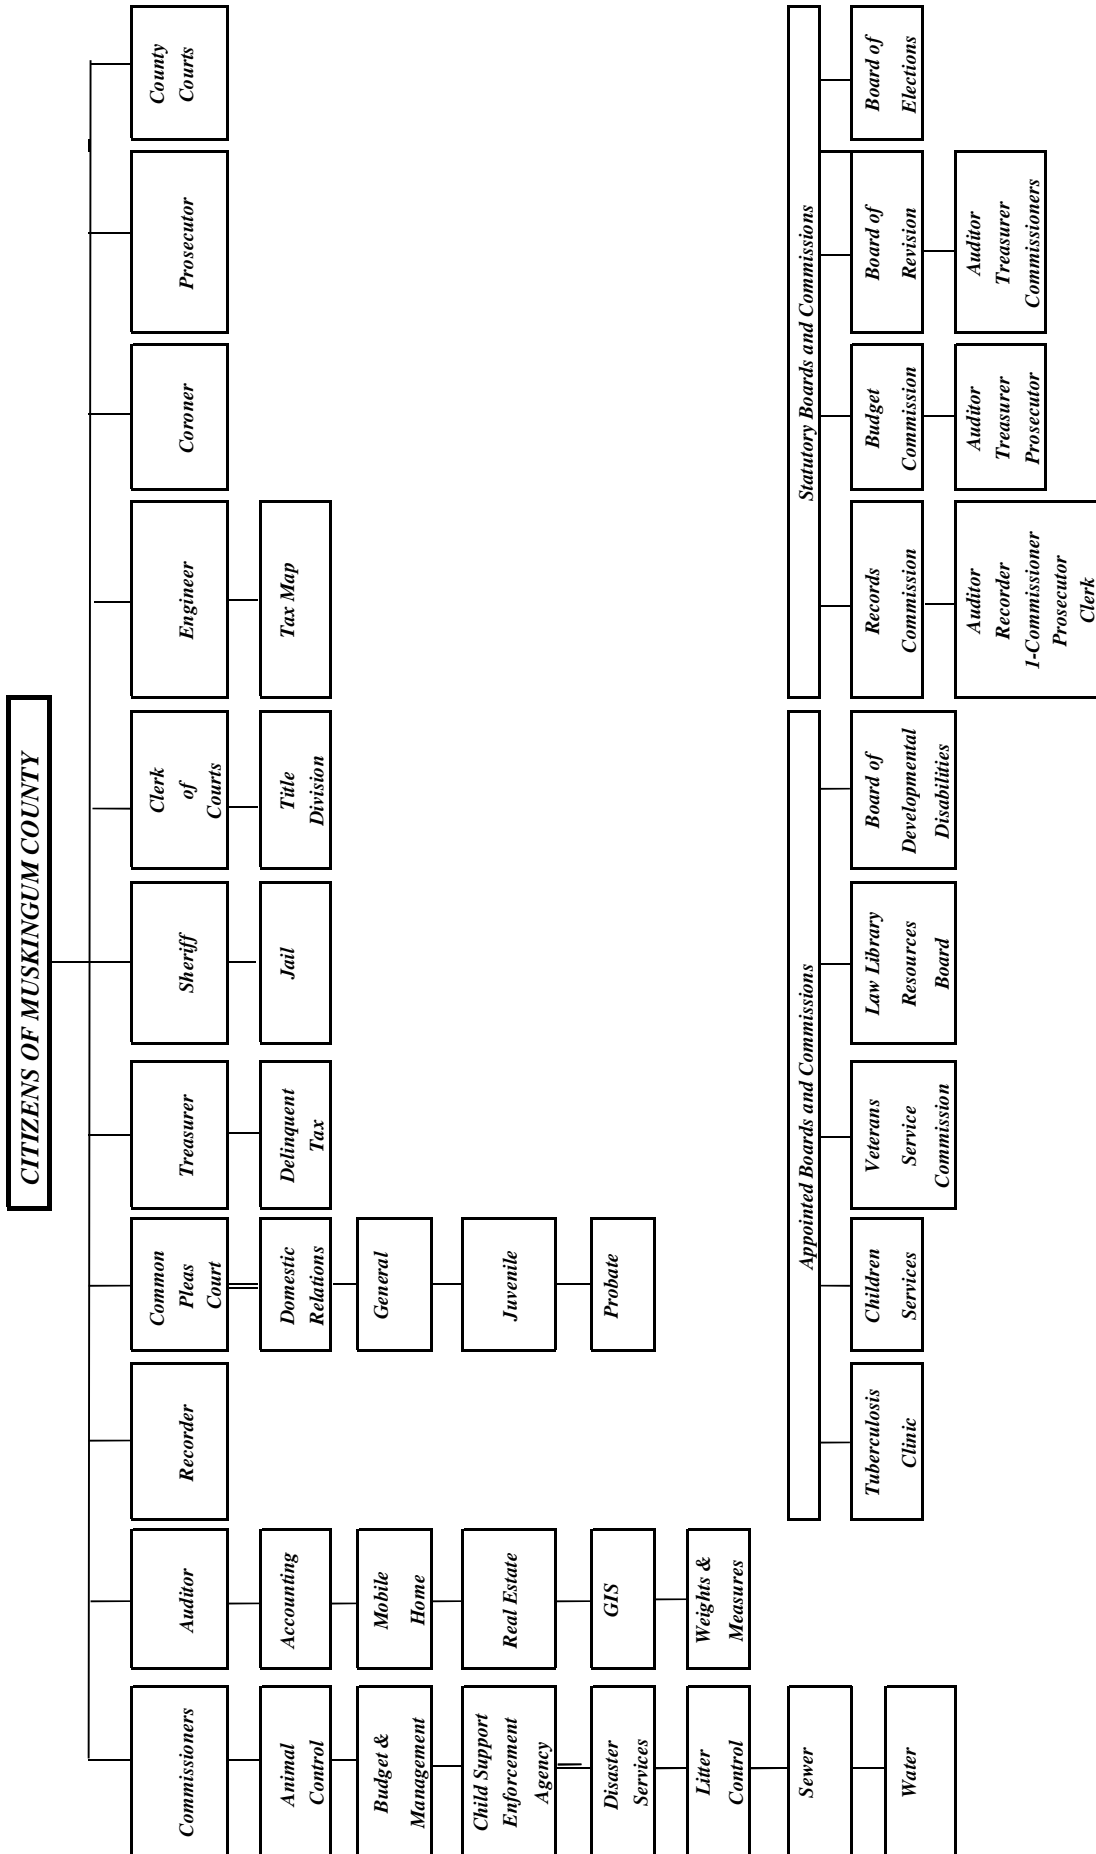 CITIZENS OF MUSKINGUM COUNTY
Commissioners
Auditor
Recorder
Common
Pleas
Court
Treasurer
Sheriff
Clerk
of
Courts
Engineer
Coroner
Prosecutor
County
Courts
Animal
Control
Accounting
Domestic
Relations
Delinquent
Tax
Jail
Title
Division
Tax Map
Budget &
Management
Mobile
Home
General
Child Support
Enforcement
Agency
Real Estate
Juvenile
Disaster
Services
GIS
Probate
Litter
Control
Weights &
Measures
Sewer
Water
Appointed Boards and Commissions
Tuberculosis
Clinic
Children
Services
Veterans
Service
Commission
Law Library
Resources
Board
Board of
Developmental
Disabilities
Statutory Boards and Commissions
Records
Commission
Budget
Commission
Board of
Revision
Board of
Elections
Auditor
Recorder
1-Commissioner
Prosecutor
Clerk
Auditor
Treasurer
Prosecutor
Auditor
Treasurer
Commissioners